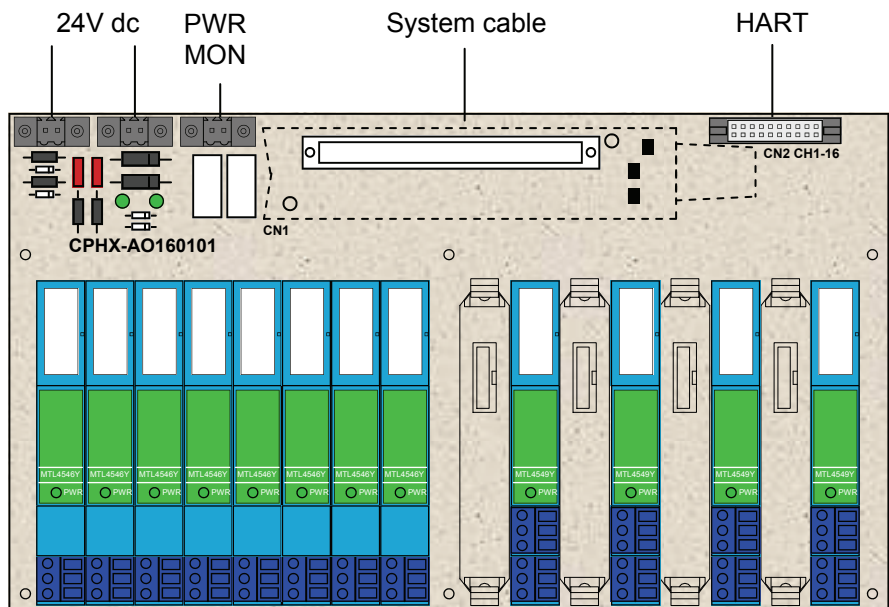 24V dc
PWR
MON
System cable
HART
CN2 CH1-16
CN1
CPHX-AO160101
MTL4546Y
MTL4546Y
MTL4546Y
MTL4546Y
MTL4546Y
MTL4546Y
MTL4546Y
MTL4546Y
MTL4549Y
MTL4549Y
MTL4549Y
MTL4549Y
PWR
PWR
PWR
PWR
PWR
PWR
PWR
PWR
PWR
PWR
PWR
PWR